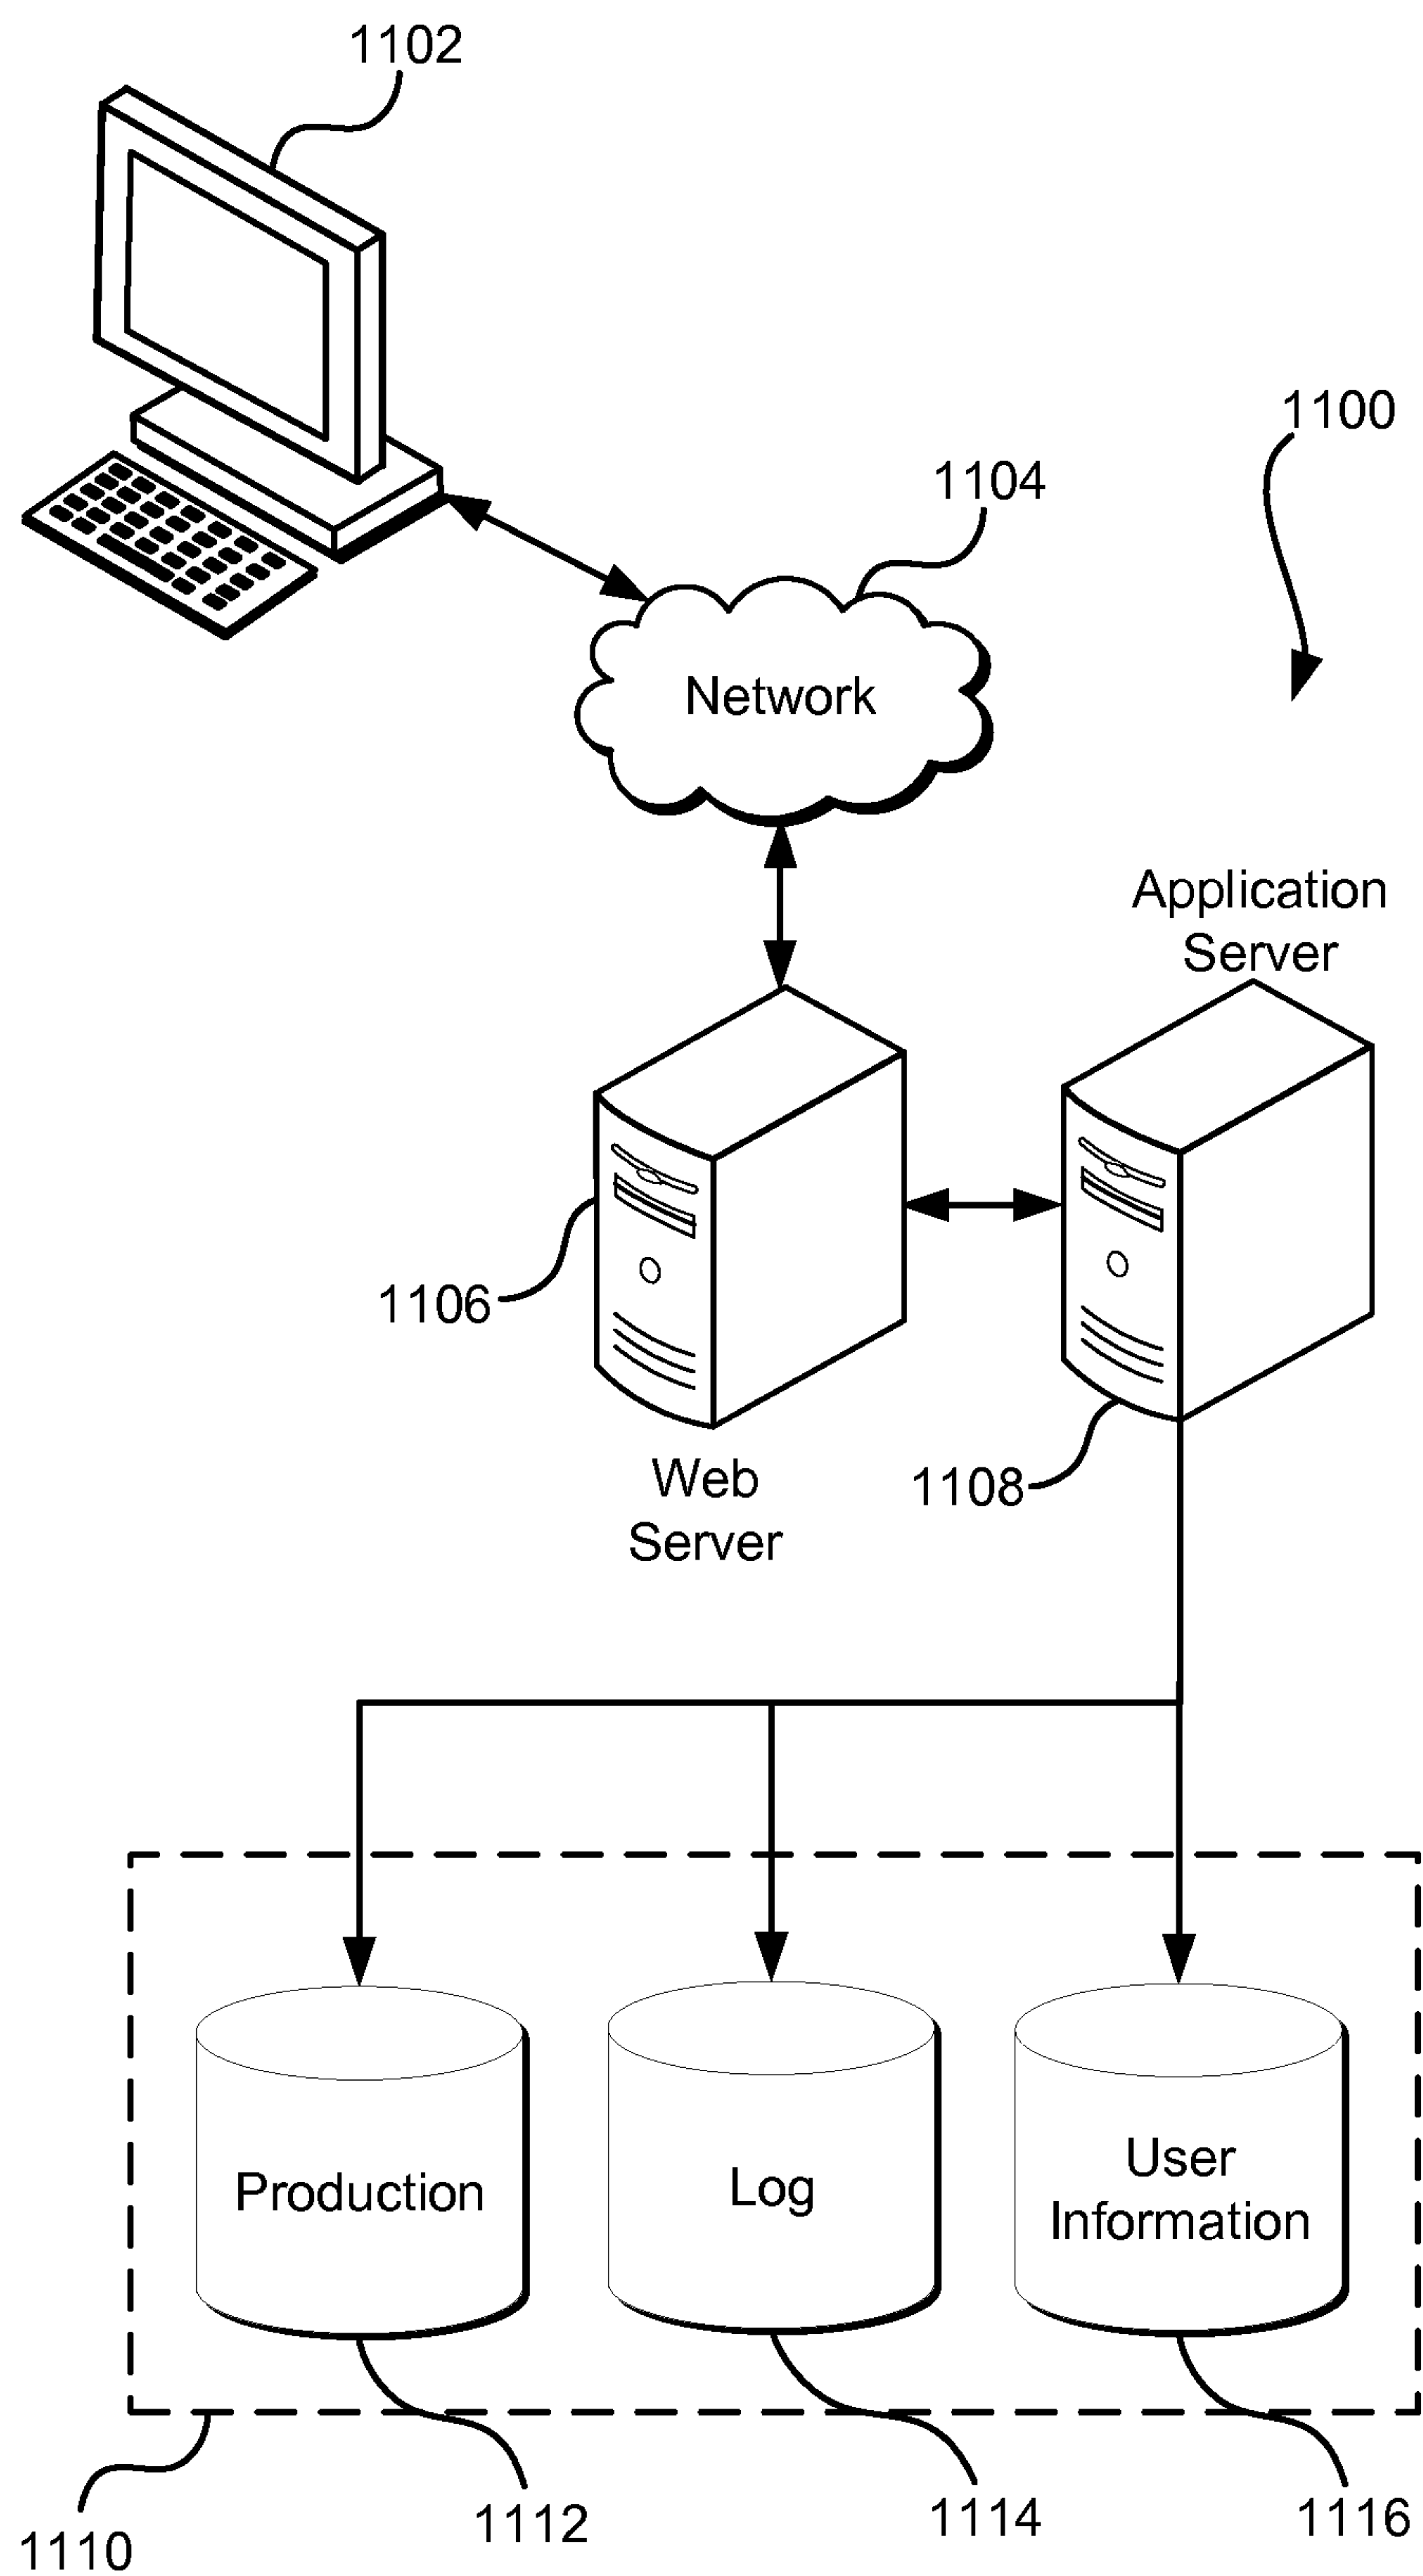 1102
1100
1104
Network
Application
Server
1106
1108
Web
Server
Production
Log
User
Information
1110
1112
1114
1116